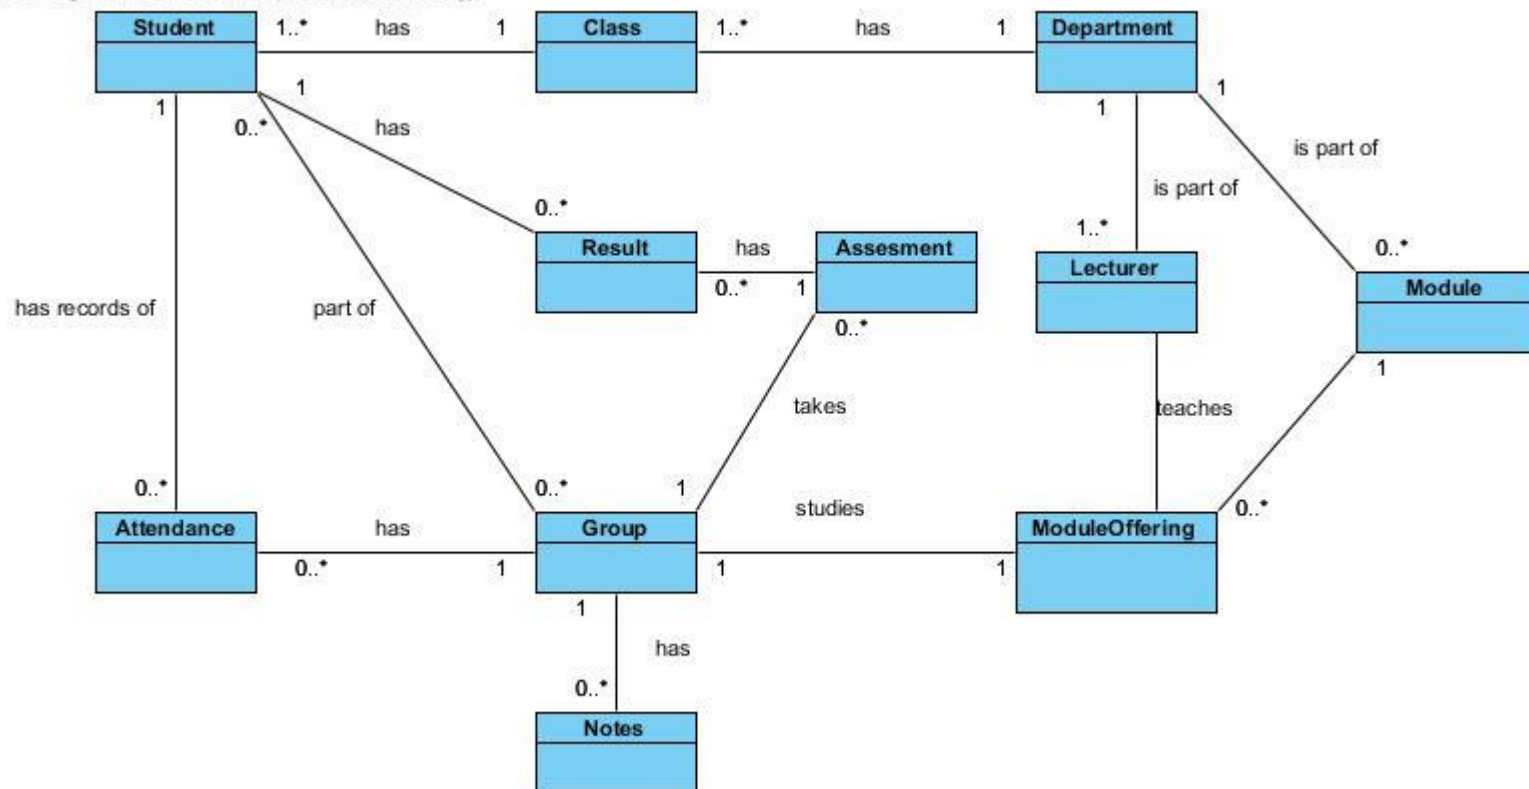 Student
1..*
has
1
Class
1..*
has
1
Department
1
1
0..*
has
1
1
is part of
is part of
0..*
1..*
0..*
Result
has
Assesment
Lecturer
Module
0..*
1
has records of
part of
0..*
1
takes
teaches
0..*
0..*
1
studies
0..*
Attendance
has
Group
ModuleOffering
0..*
1
1
1
1
has
0..*
Notes